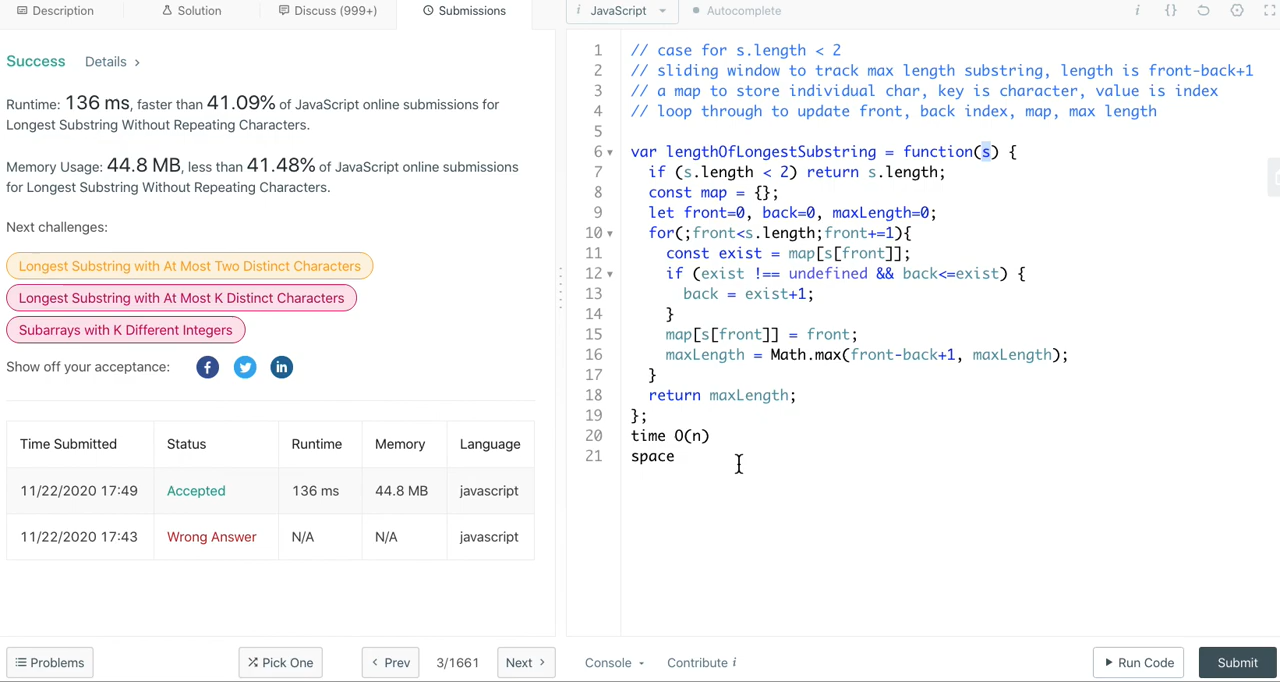 Description
Solution
Discuss (999+)
Submissions
Success
Details >
Runtime: 136 ms, faster than 41.09% of JavaScript online submissions for
Longest Substring Without Repeating Characters.
Memory Usage: 44.8 MB, less than 41.48% of JavaScript online submissions
for Longest Substring Without Repeating Characters.
Next challenges:
Longest Substring with At Most Two Distinct Characters
Longest Substring with At Most K Distinct Characters
Subarrays with K Different Integers
Show off your acceptance: f in
Time Submitted Status Runtime Memory Language
11/22/2020 17:49 Accepted 136 ms 44.8 MB javascript
11/22/2020 17:43 Wrong Answer N/A N/A javascript
Problems
Pick One
< Prev
3/1661
Next >
i JavaScript
Autocomplete
i {}
1 // case for s.length < 2
2 // sliding window to track max length substring, length is front-back+1
3 // a map to store individual char, key is character, value is index
4 // loop through to update front, back index, map, max length
5
6 var lengthOfLongestSubstring = function(s) {
7 if (s.length < 2) return s.length;
8 const map = {};
9 let front=0, back=0, maxLength=0;
10 for(;front<s.length;front+=1){
11 const exist = map[s[front]];
12 if (exist !== undefined && back<=exist) {
13 back = exist+1;
14 }
15 map[s[front]] = front;
16 maxLength = Math.max(front-back+1, maxLength);
17 }
18 return maxLength;
19 };
20 time O(n)
21 space
Console
Contribute i
Run Code
Submit